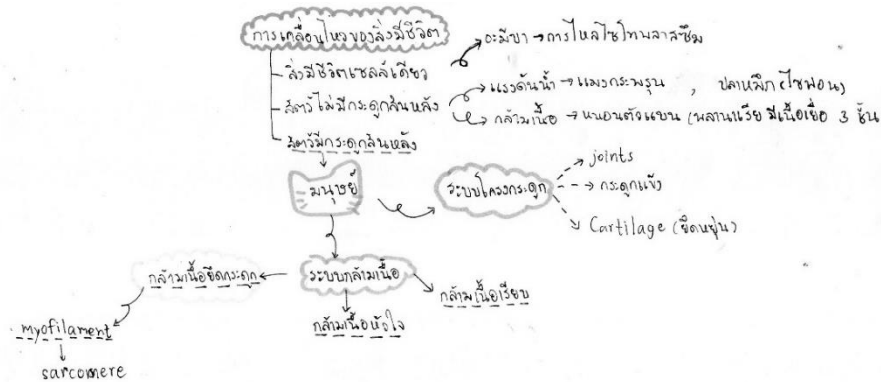 การเคลื่อนไหวของสิ่งมีชีวิต
สิ่งมีชีวิตเซลล์เดียว
อะมีบา → การไหลไซโทพลาสซึม
สัตว์ไม่มีกระดูกสันหลัง
แรงดันน้ำ → แมงกระพรุน , ปลาหมึก (ไซฟอน)
กล้ามเนื้อ → หนอนตัวแบน (พลานาเรีย มีเนื้อเยื่อ 3 ชั้น
สัตว์มีกระดูกสันหลัง
มนุษย์
ระบบโครงกระดูก
joints
กระดูกแข็ง
Cartilage (ยืดหยุ่น)
ระบบกล้ามเนื้อ
กล้ามเนื้อยึดกระดูก
กล้ามเนื้อเรียบ
กล้ามเนื้อหัวใจ
myofilament
sarcomere